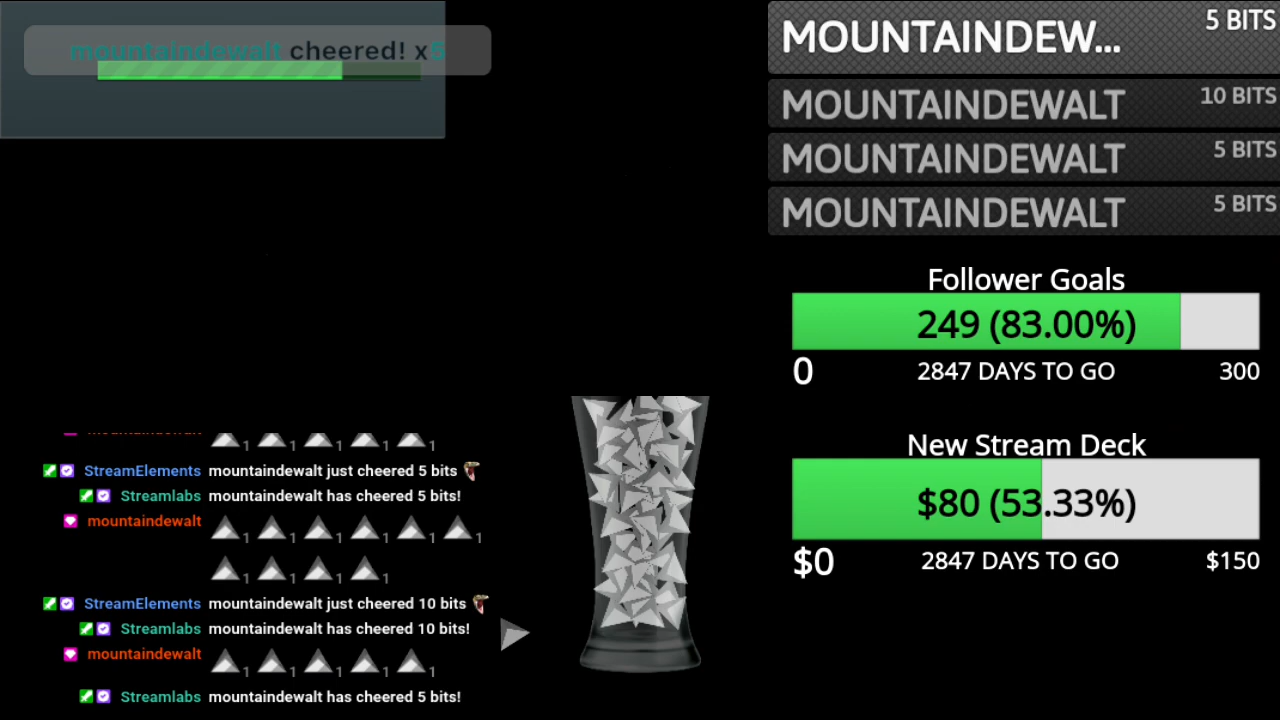 mountaindewalt cheered! x5
MOUNTAINDEW... 5 BITS
MOUNTAINDEWALT 10 BITS
MOUNTAINDEWALT 5 BITS
MOUNTAINDEWALT 5 BITS
Follower Goals
249 (83.00%)
0 2847 DAYS TO GO 300
New Stream Deck
$80 (53.33%)
$0 2847 DAYS TO GO $150
1 1 1 1 1
StreamElements mountaindewalt just cheered 5 bits
Streamlabs mountaindewalt has cheered 5 bits!
mountaindewalt 1 1 1 1 1 1
1 1 1 1
StreamElements mountaindewalt just cheered 10 bits
Streamlabs mountaindewalt has cheered 10 bits!
mountaindewalt 1 1 1 1 1
Streamlabs mountaindewalt has cheered 5 bits!